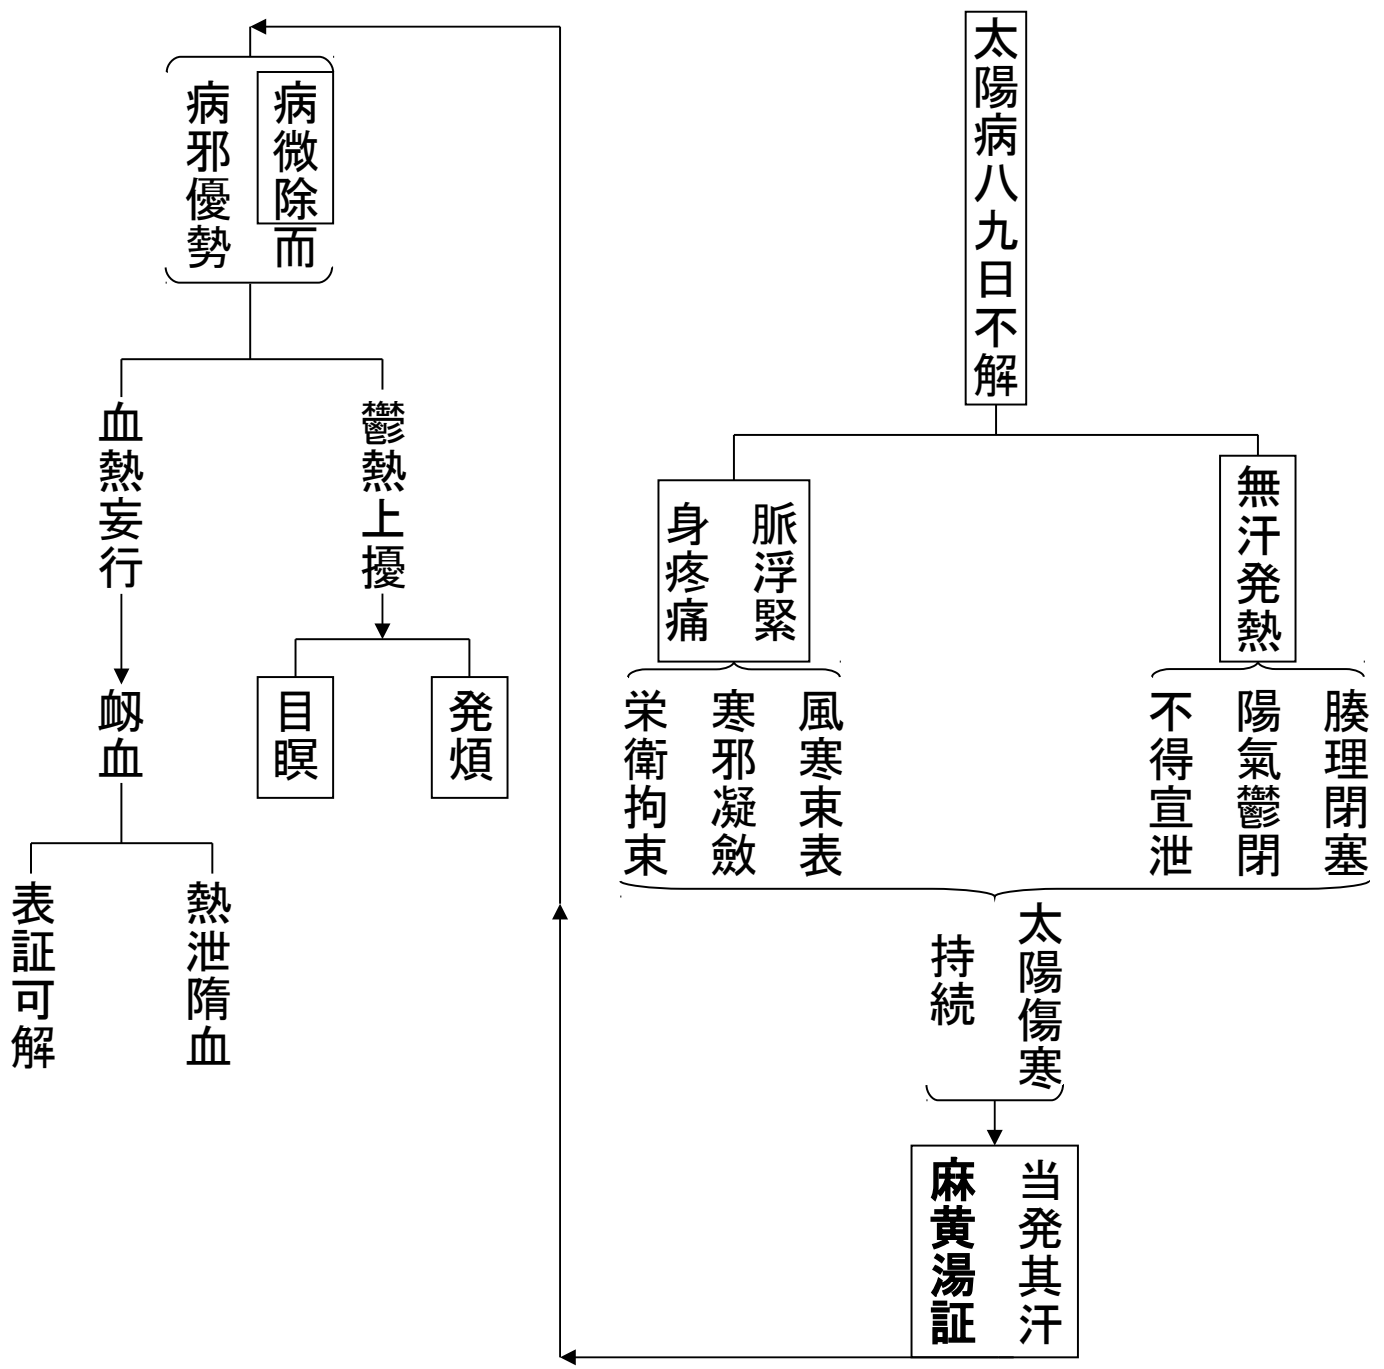 太陽病八九日不解
無汗発熱
腠理閉塞
陽氣鬱閉
不得宣泄
脈浮緊
身疼痛
風寒束表
寒邪凝斂
栄衛拘束
太陽傷寒
持続
当発其汗
麻黄湯証
病微除而
病邪優勢
鬱熱上擾
発煩
目瞑
血熱妄行
衂血
熱泄隋血
表証可解